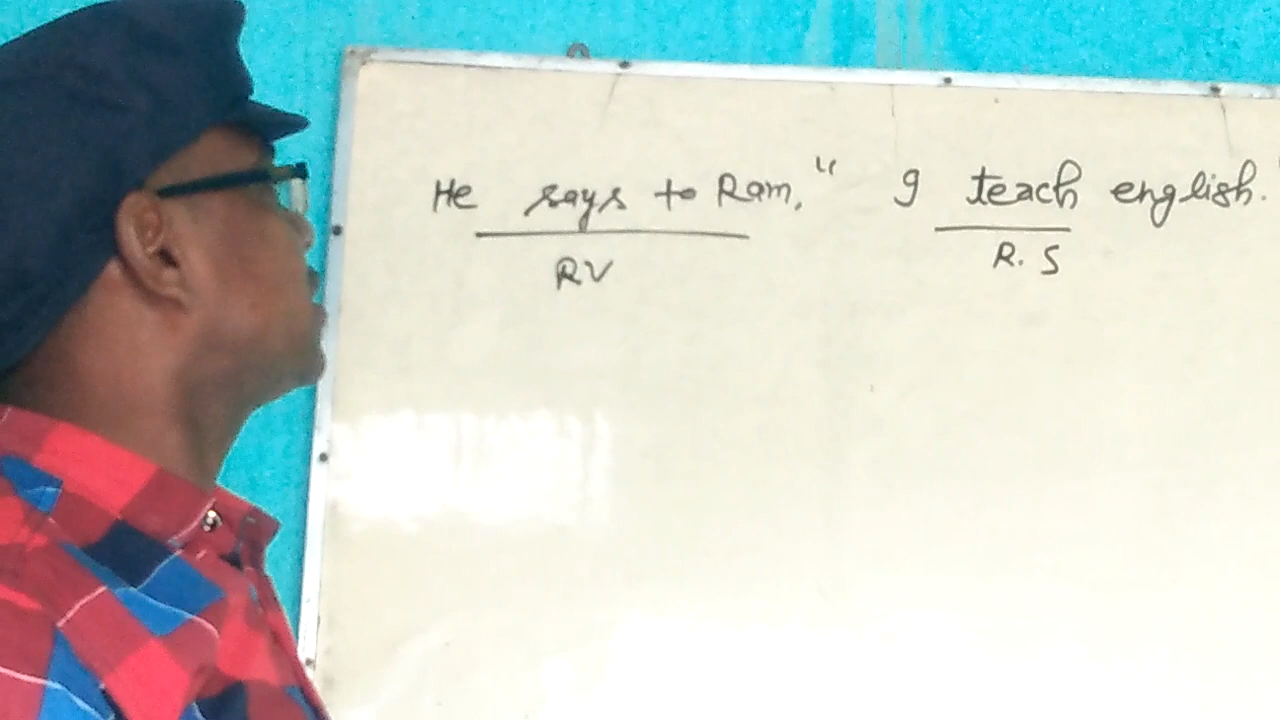 He says to Ram, " I teach english."
RV R.S